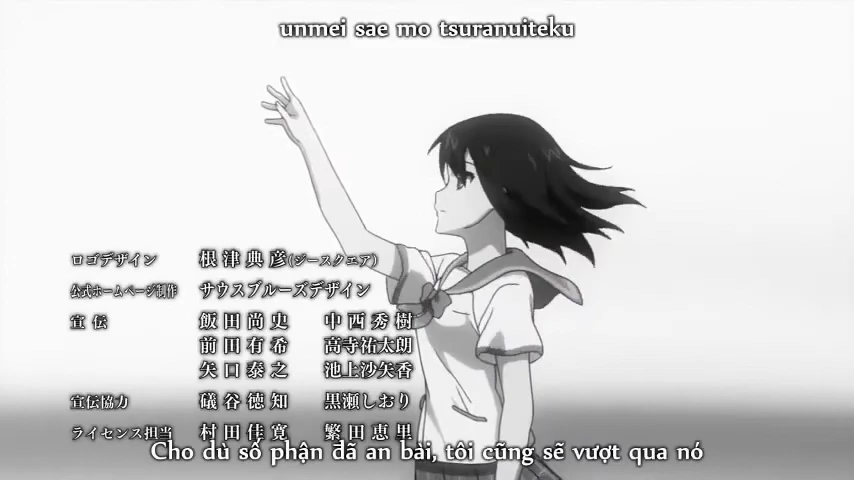 unmei sae mo tsuranuiteku
ロゴデザイン 根津典彦(ジースクエア)
公式ホームページ制作 サウスブルーズデザイン
宣伝 飯田尚史 中西秀樹
前田有希 高寺祐太朗
矢口泰之 池上沙矢香
宣伝協力 礒谷徳知 黒瀬しおり
ライセンス担当 村田佳寛 繁田恵里
Cho dù số phận đã an bài, tôi cũng sẽ vượt qua nó